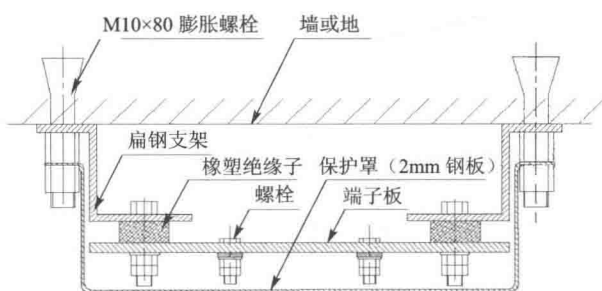 M10×80 膨胀螺栓
墙或地
扁钢支架
橡塑绝缘子
保护罩（2mm 钢板）
螺栓
端子板